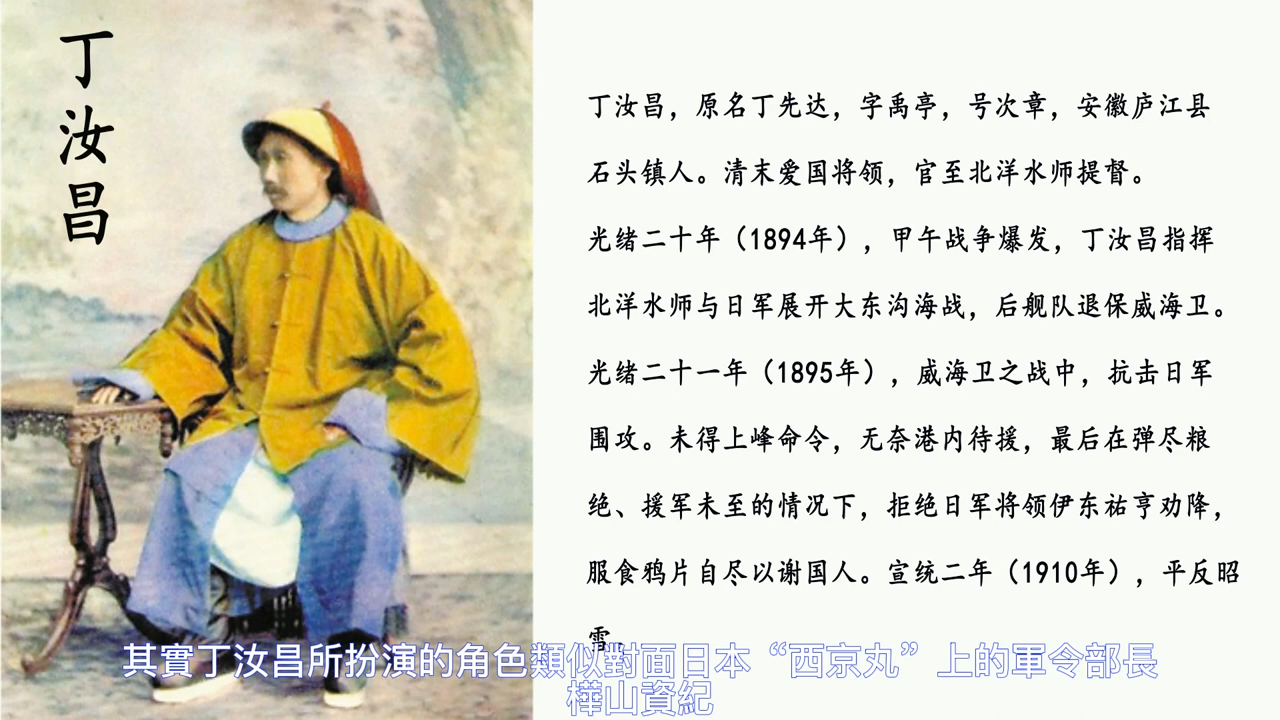 丁汝昌
丁汝昌，原名丁先达，字禹亭，号次章，安徽庐江县
石头镇人。清末爱国将领，官至北洋水师提督。
光绪二十年（1894年），甲午战争爆发，丁汝昌指挥
北洋水师与日军展开大东沟海战，后舰队退保威海卫。
光绪二十一年（1895年），威海卫之战中，抗击日军
围攻。未得上峰命令，无奈港内待援，最后在弹尽粮
绝、援军未至的情况下，拒绝日军将领伊东祐亨劝降，
服食鸦片自尽以谢国人。宣统二年（1910年），平反昭
雪。
其實丁汝昌所扮演的角色類似對面日本“西京丸”上的軍令部長
樺山資紀